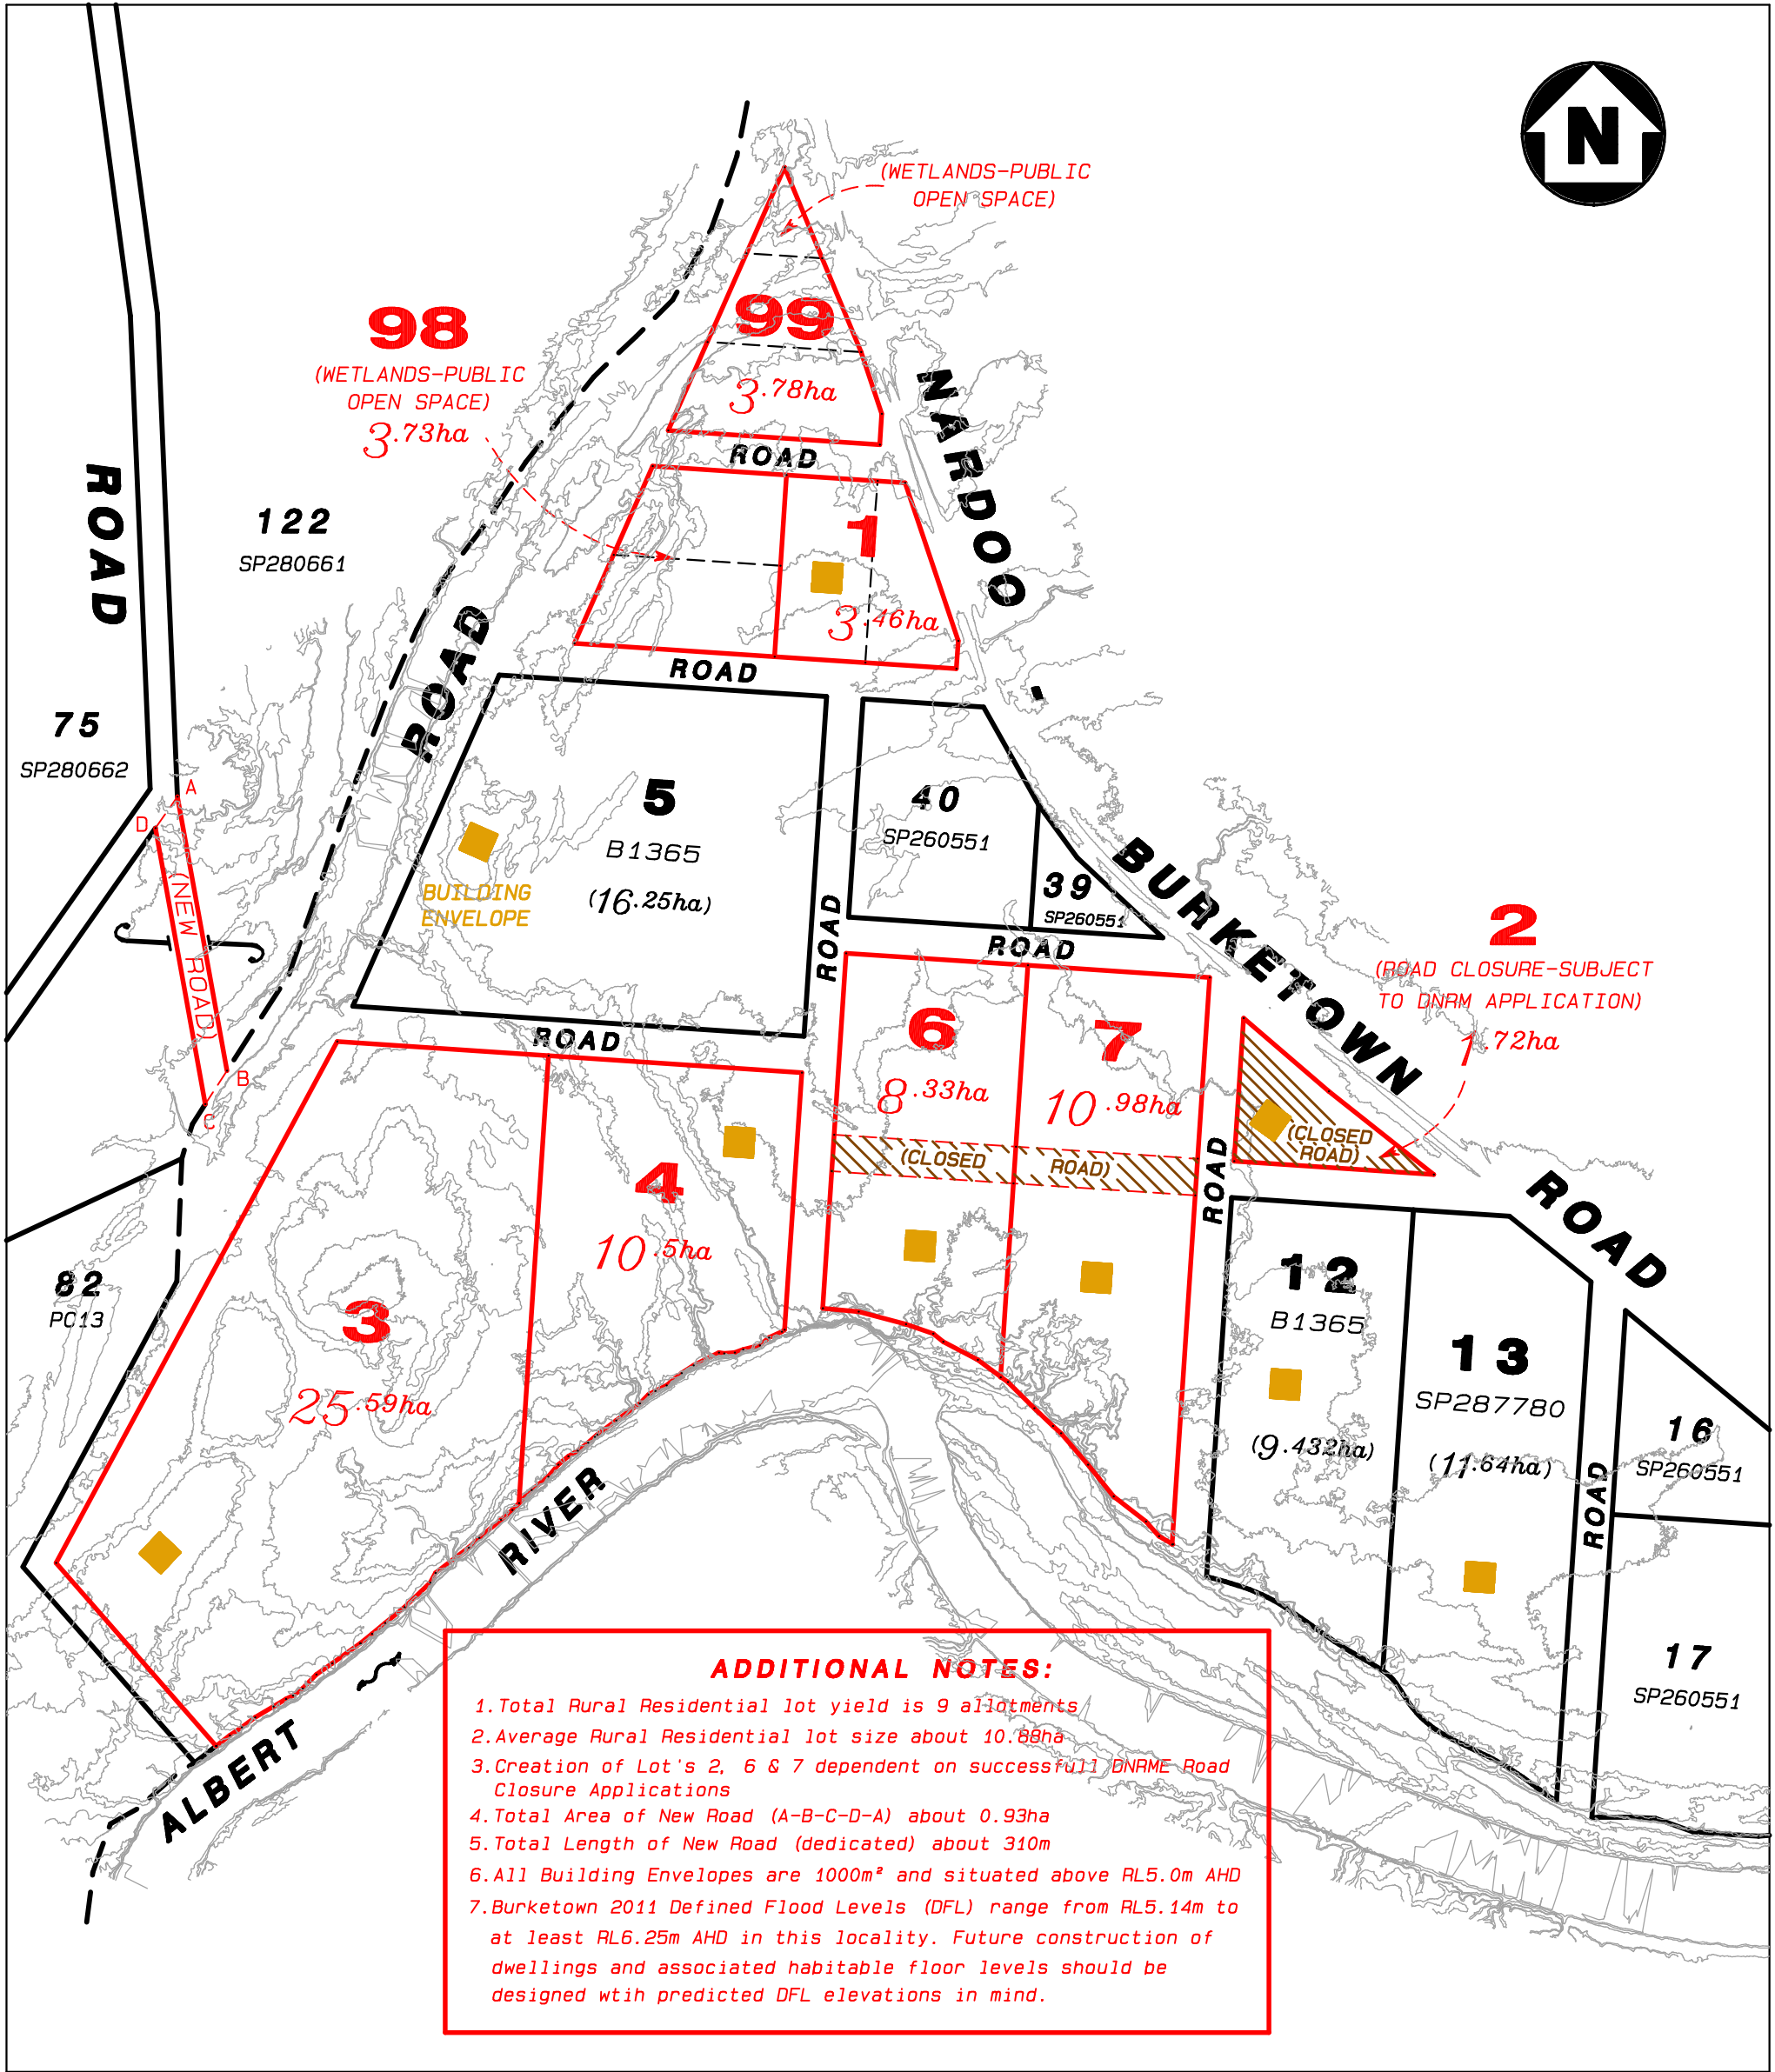 N
(WETLANDS-PUBLIC
OPEN SPACE)
99
3.78ha
98
(WETLANDS-PUBLIC
OPEN SPACE)
3.73ha
ROAD
NARDOO
ROAD
122
SP280661
1
3.46ha
ROAD
ROAD
75
SP280662
A
D
(NEW ROAD)
B
C
5
B1365
(16.25ha)
BUILDING
ENVELOPE
40
SP260551
39
SP260551
BURKETOWN
ROAD
ROAD
ROAD
2
(ROAD CLOSURE-SUBJECT
TO DNRM APPLICATION)
1.72ha
ROAD
6
8.33ha
7
10.98ha
(CLOSED ROAD)
(CLOSED
ROAD)
ROAD
ROAD
4
10.5ha
3
25.59ha
82
PC13
12
B1365
(9.432ha)
13
SP287780
(11.64ha)
16
SP260551
ROAD
17
SP260551
RIVER
ALBERT
ADDITIONAL NOTES:
1.Total Rural Residential lot yield is 9 allotments
2.Average Rural Residential lot size about 10.88ha
3.Creation of Lot's 2, 6 & 7 dependent on successfull DNRME Road
Closure Applications
4.Total Area of New Road (A-B-C-D-A) about 0.93ha
5.Total Length of New Road (dedicated) about 310m
6.All Building Envelopes are 1000m² and situated above RL5.0m AHD
7.Burketown 2011 Defined Flood Levels (DFL) range from RL5.14m to
at least RL6.25m AHD in this locality. Future construction of
dwellings and associated habitable floor levels should be
designed wtih predicted DFL elevations in mind.